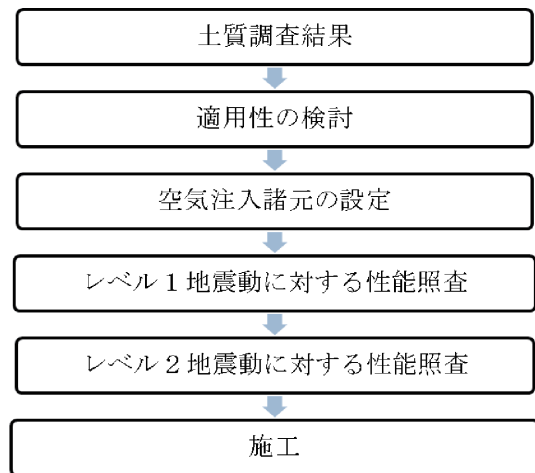 土質調査結果
適用性の検討
空気注入諸元の設定
レベル1地震動に対する性能照査
レベル2地震動に対する性能照査
施工